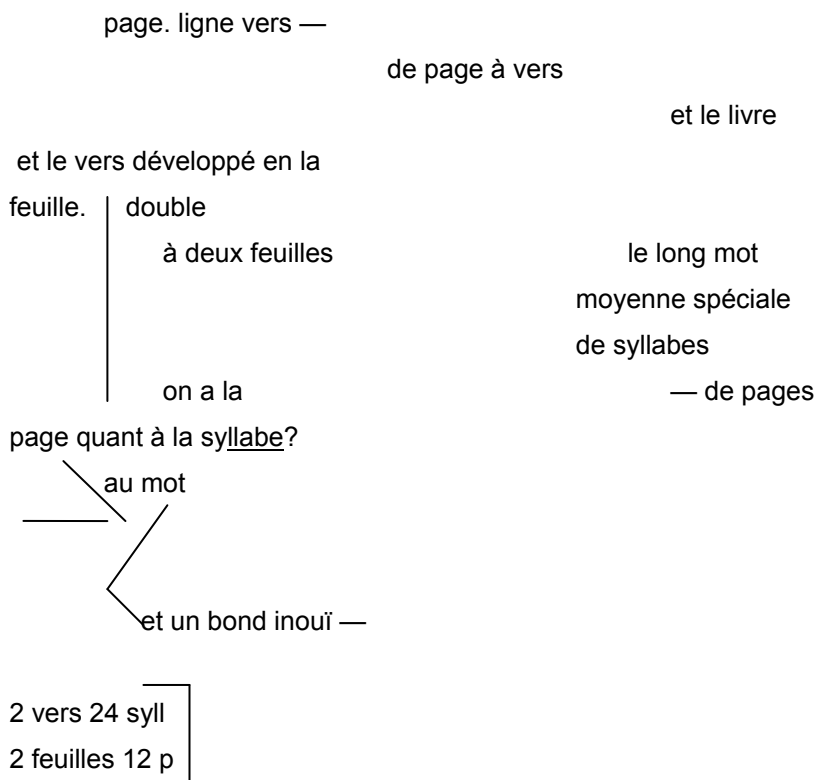 page. ligne vers —
de page à vers
et le livre
et le vers développé en la
feuille. double
à deux feuilles
le long mot
moyenne spéciale
de syllabes
on a la
— de pages
page quant à la syllabe?
au mot
et un bond inouï —
2 vers 24 syll
2 feuilles 12 p